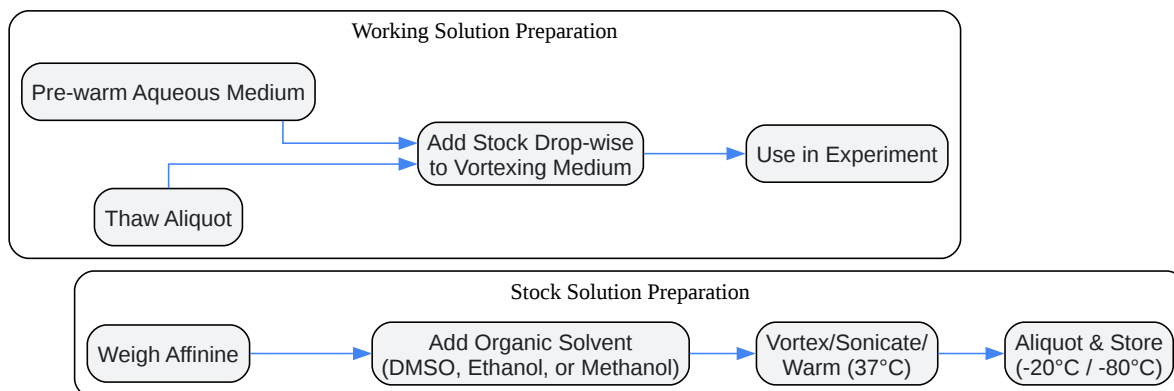 Working Solution Preparation
Pre-warm Aqueous Medium
Add Stock Drop-wise
to Vortexing Medium
Use in Experiment
Thaw Aliquot
Stock Solution Preparation
Weigh Affinine
Add Organic Solvent
(DMSO, Ethanol, or Methanol)
Vortex/Sonicate/
Warm (37°C)
Aliquot & Store
(-20°C / -80°C)